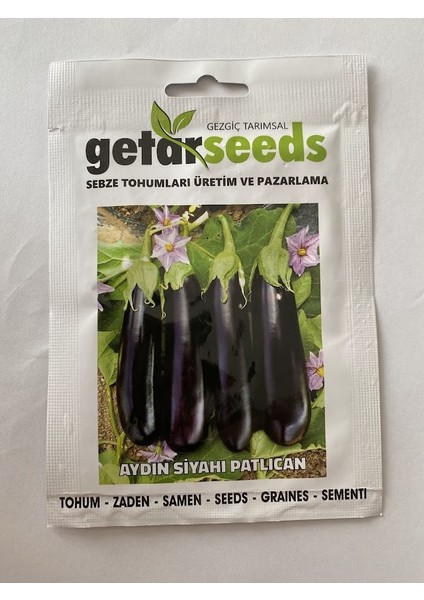 GEZGİÇ TARIMSAL
getarseeds
SEBZE TOHUMLARI ÜRETİM VE PAZARLAMA
AYDIN SİYAHI PATLICAN
TOHUM - ZADEN - SAMEN - SEEDS - GRAINES - SEMENTI